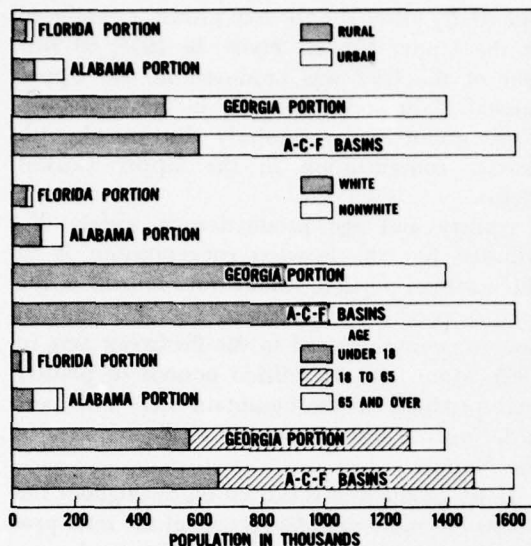 FLORIDA PORTION
RURAL
ALABAMA PORTION
URBAN
GEORGIA PORTION
A-C-F BASINS
FLORIDA PORTION
WHITE
NONWHITE
ALABAMA PORTION
GEORGIA PORTION
A-C-F BASINS
AGE
FLORIDA PORTION
UNDER 18
18 TO 65
ALABAMA PORTION
65 AND OVER
GEORGIA PORTION
A-C-F BASINS
0 200 400 600 800 1000 1200 1400 1600
POPULATION IN THOUSANDS